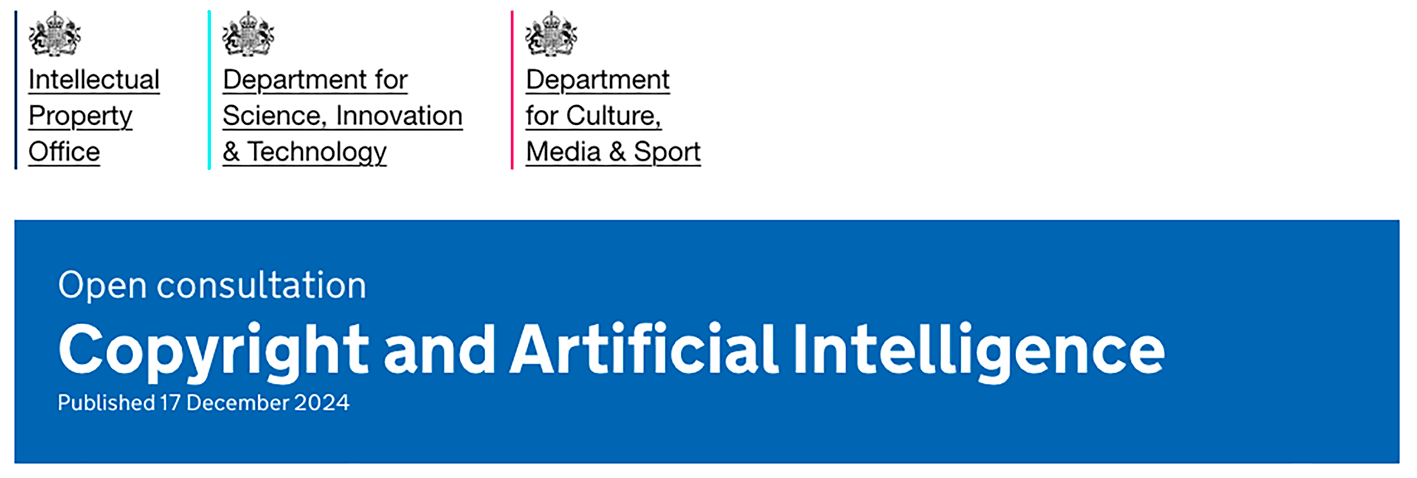 Intellectual
Property
Office
Department for
Science, Innovation
& Technology
Department
for Culture,
Media & Sport
Open consultation
Copyright and Artificial Intelligence
Published 17 December 2024